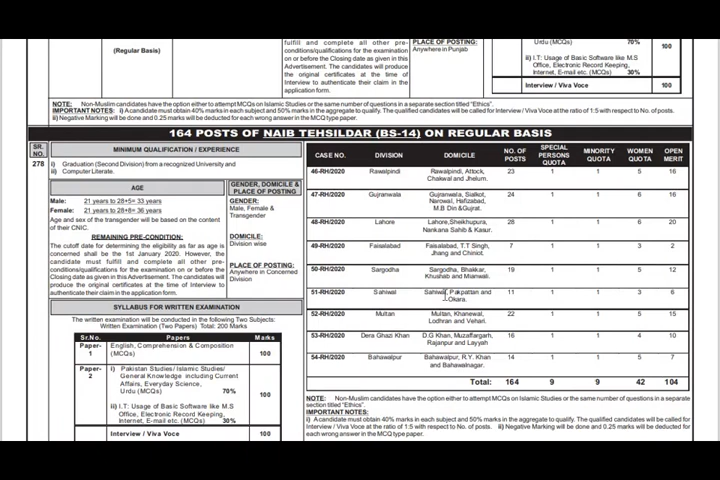 (Regular Basis)
fulfill and complete all other pre-
conditions/qualifications for the examination
on or before the Closing date as given in this
Advertisement. The candidates will produce
the original certificates at the time of
Interview to authenticate their claim in the
application form.
PLACE OF POSTING:
Anywhere in Punjab
Urdu (MCQs) 70%
ii) I.T: Usage of Basic Software like M.S
Office, Electronic Record Keeping,
Internet, E-mail etc. (MCQs) 30%
100
Interview / Viva Voce 100
NOTE: Non-Muslim candidates have the option either to attempt MCQs on Islamic Studies or the same number of questions in a separate section titled "Ethics".
IMPORTANT NOTES: i) A candidate must obtain 40% marks in each subject and 50% marks in the aggregate to qualify. The qualified candidates will be called for Interview / Viva Voce at the ratio of 1:5 with respect to No. of posts.
ii) Negative Marking will be done and 0.25 marks will be deducted for each wrong answer of the MCQ type paper.
164 POSTS OF NAIB TEHSILDAR (BS-14) ON REGULAR BASIS
SR. NO.
278
MINIMUM QUALIFICATION / EXPERIENCE
i) Graduation (Second Division) from a recognized University and
ii) Computer Literate.
AGE
Male: 21 years to 28+5= 33 years
Female: 21 years to 28+8= 36 years
Age and sex of the transgender will be based on the content
of their CNIC.
REMAINING PRE-CONDITION:
The cutoff date for determining the eligibility as far as age is
concerned shall be the 1st January 2020. However, the
candidate must fulfill and complete all other pre-
conditions/qualifications for the examination on or before the
Closing date as given in this Advertisement. The candidates will
produce the original certificates at the time of Interview to
authenticate their claim in the application form.
GENDER, DOMICILE &
PLACE OF POSTING
GENDER:
Male, Female &
Transgender
DOMICILE:
Division wise
PLACE OF POSTING:
Anywhere in Concerned
Division
SYLLABUS FOR WRITTEN EXAMINATION
The written examination will be conducted in the following Two Subjects:
Written Examination (Two Papers) Total: 200 Marks
Sr.No. Papers Marks
Paper-1 English, Comprehension & Composition (MCQs) 100
Paper-2 i) Pakistan Studies/ Islamic Studies/
General Knowledge including Current
Affairs, Everyday Science,
Urdu (MCQs) 70%
100
ii) I.T: Usage of Basic Software like M.S
Office, Electronic Record Keeping,
Internet, E-mail etc. (MCQs) 30%
Interview / Viva Voce 100
CASE NO. DIVISION DOMICILE NO. OF POSTS SPECIAL PERSONS QUOTA MINORITY QUOTA WOMEN QUOTA OPEN MERIT
46-RH/2020 Rawalpindi Rawalpindi, Attock, Chakwal and Jhelum. 23 1 1 5 16
47-RH/2020 Gujranwala Gujranwala, Sialkot, Narowal, Hafizabad, M.B Din &Gujrat. 24 1 1 6 16
48-RH/2020 Lahore Lahore,Sheikhupura, Nankana Sahib & Kasur. 28 1 1 6 20
49-RH/2020 Faisalabad Faisalabad, T.T Singh, Jhang and Chiniot. 7 1 1 3 2
50-RH/2020 Sargodha Sargodha, Bhakkar, Khushab and Mianwali. 19 1 1 5 12
51-RH/2020 Sahiwal Sahiwal, Pakpattan and Okara. 11 1 1 3 6
52-RH/2020 Multan Multan, Khanewal, Lodhran and Vehari. 22 1 1 5 15
53-RH/2020 Dera Ghazi Khan D.G Khan, Muzaffargarh, Rajanpur and Layyah 16 1 1 4 10
54-RH/2020 Bahawalpur Bahawalpur, R.Y. Khan and Bahawalnagar. 14 1 1 5 7
Total: 164 9 9 42 104
NOTE: Non-Muslim candidates have the option either to attempt MCQs on Islamic Studies or the same number of questions in a separate
section titled "Ethics".
IMPORTANT NOTES:
i) A candidate must obtain 40% marks in each subject and 50% marks in the aggregate to qualify. The qualified candidates will be called for
Interview / Viva Voce at the ratio of 1:5 with respect to No. of posts. ii) Negative Marking will be done and 0.25 marks will be deducted for
each wrong answer of the MCQ type paper.